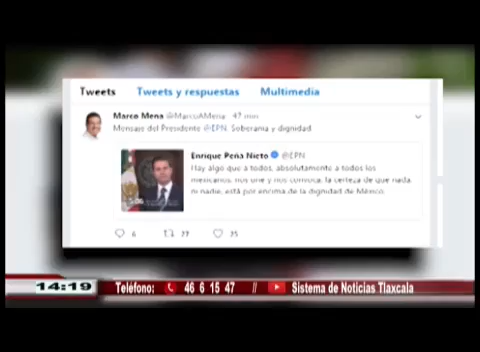 Tweets Tweets y respuestas Multimedia
Marco Mena @MarcoAMena · 47 min
Mensaje del Presidente @EPN. Soberanía y dignidad
Enrique Peña Nieto @EPN
Hay algo que a todos, absolutamente a todos los
mexicanos, nos une y nos convoca: la certeza de que nada,
ni nadie, está por encima de la dignidad de México.
6 27 75
14:19 Teléfono: 46 6 15 47 // Sistema de Noticias Tlaxcala